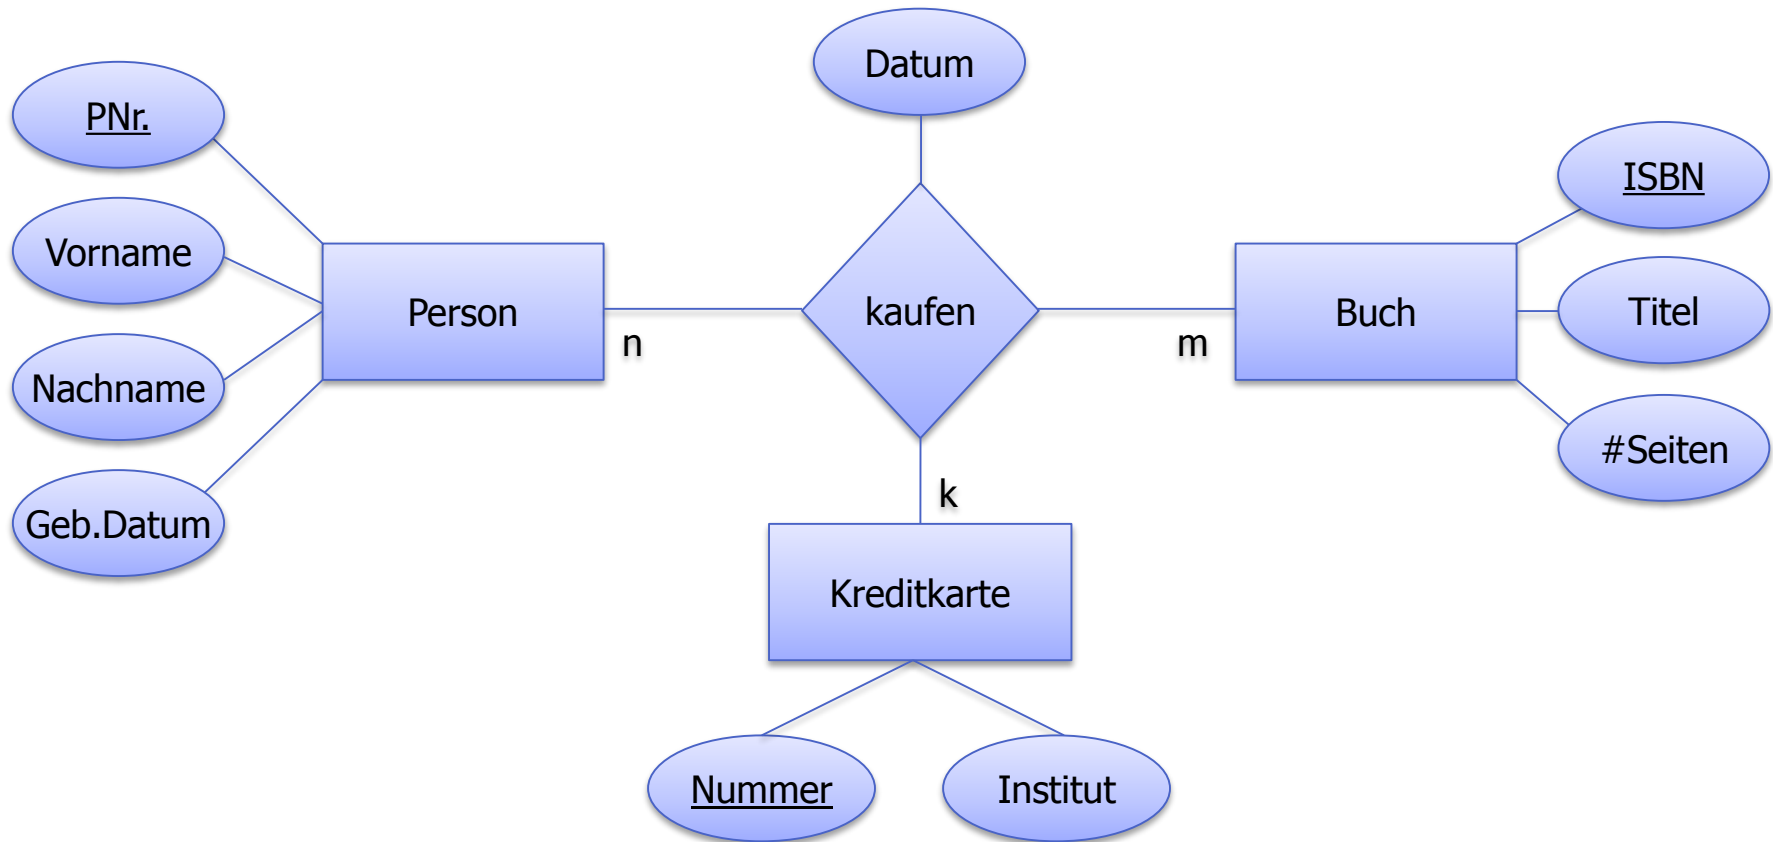 Datum
PNr.
ISBN
Vorname
Person
n
kaufen
m
Buch
Titel
Nachname
#Seiten
k
Geb.Datum
Kreditkarte
Nummer
Institut